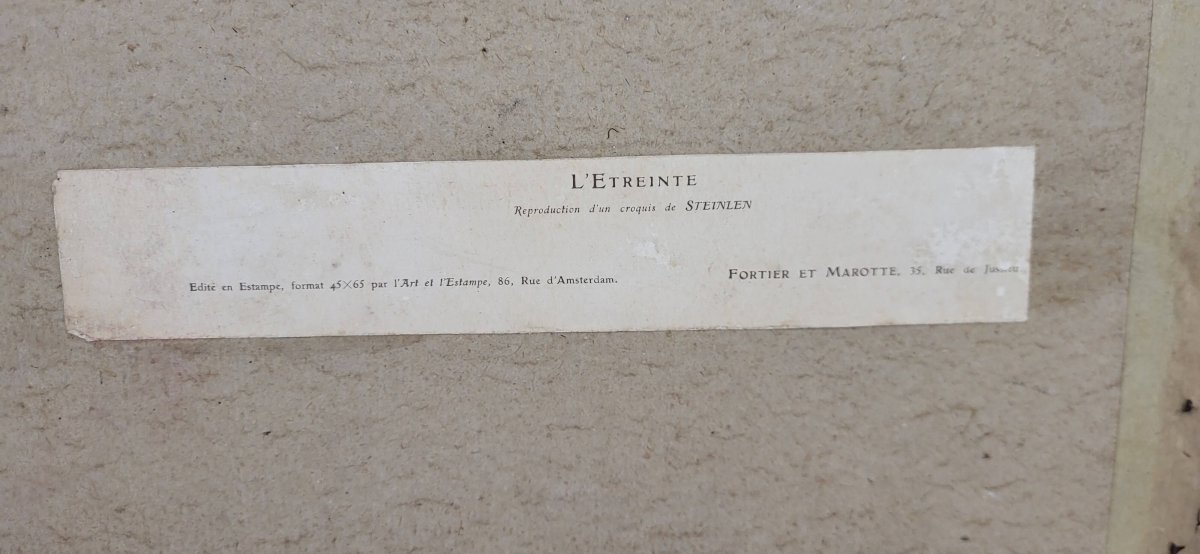 L'ETREINTE
Reproduction d'un croquis de STEINLEN
Edité en Estampe, format 45×65 par l'Art et l'Estampe, 86, Rue d'Amsterdam.
FORTIER ET MAROTTE, 35, Rue de